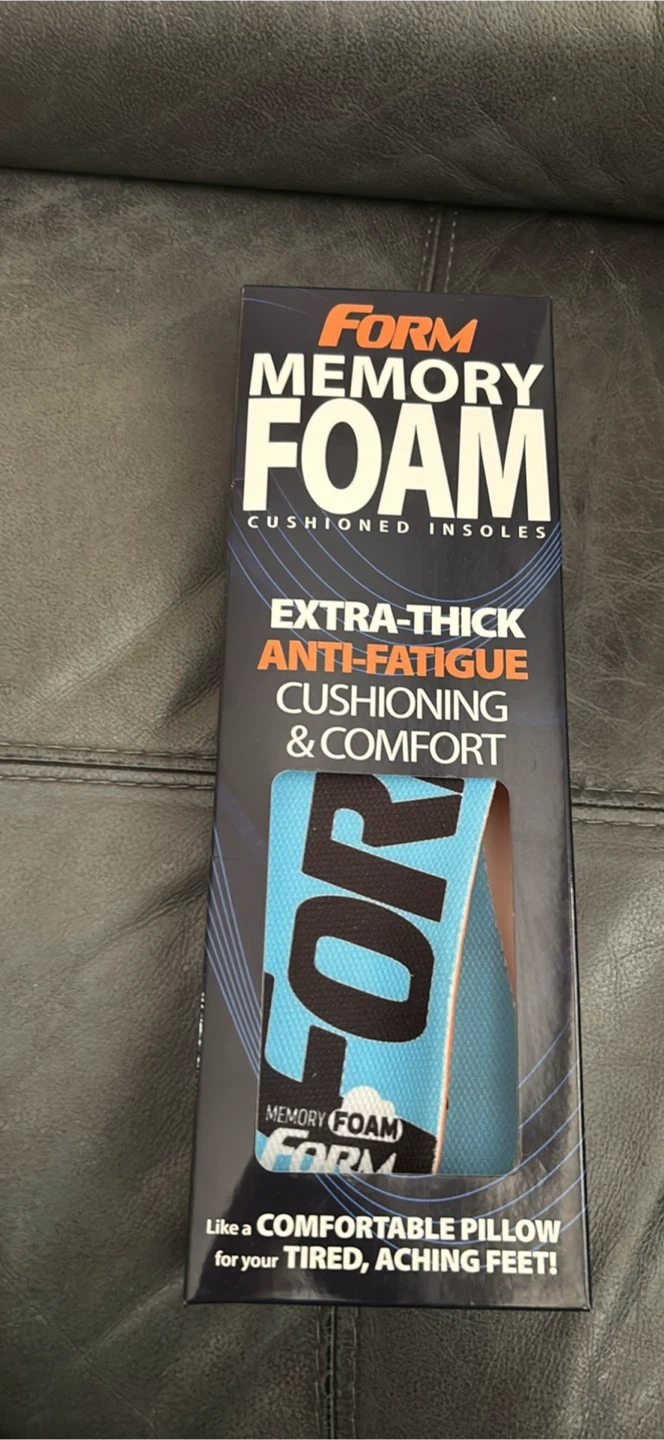 FORM
MEMORY
FOAM
CUSHIONED INSOLES
EXTRA-THICK
ANTI-FATIGUE
CUSHIONING
& COMFORT
FORM
MEMORY FOAM
FORM
Like a COMFORTABLE PILLOW
for your TIRED, ACHING FEET!